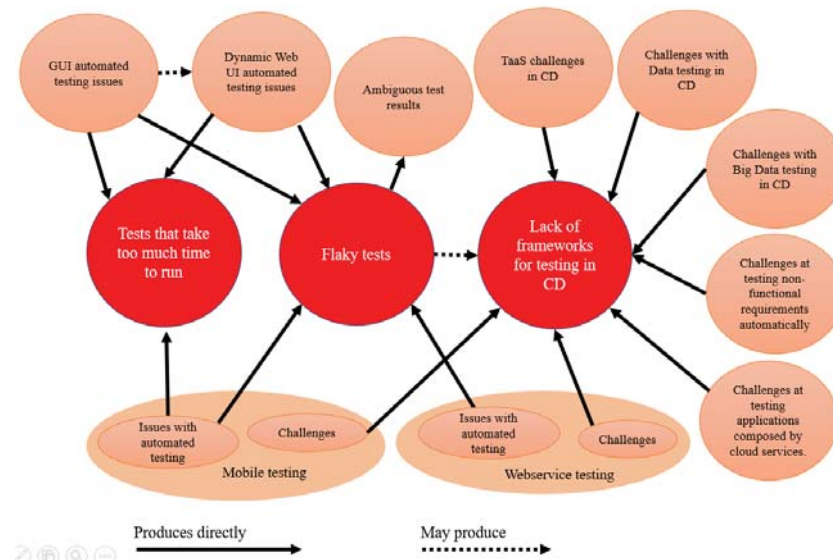 GUI automated
testing issues
Dynamic Web
UI automated
testing issues
Ambiguous test
results
TaaS challenges
in CD
Challenges
with Data testing in
CD
Challenges with
Big Data testing
in CD
Tests that take
too much time
to run
Flaky tests
Lack of
frameworks
for testing in
CD
Challenges at
testing non-
functional
requirements
automatically
Challenges at
testing
applications
composed by
cloud services.
Issues with
automated
testing
Challenges
Mobile testing
Issues with
automated
testing
Challenges
Webservice testing
Produces directly
May produce